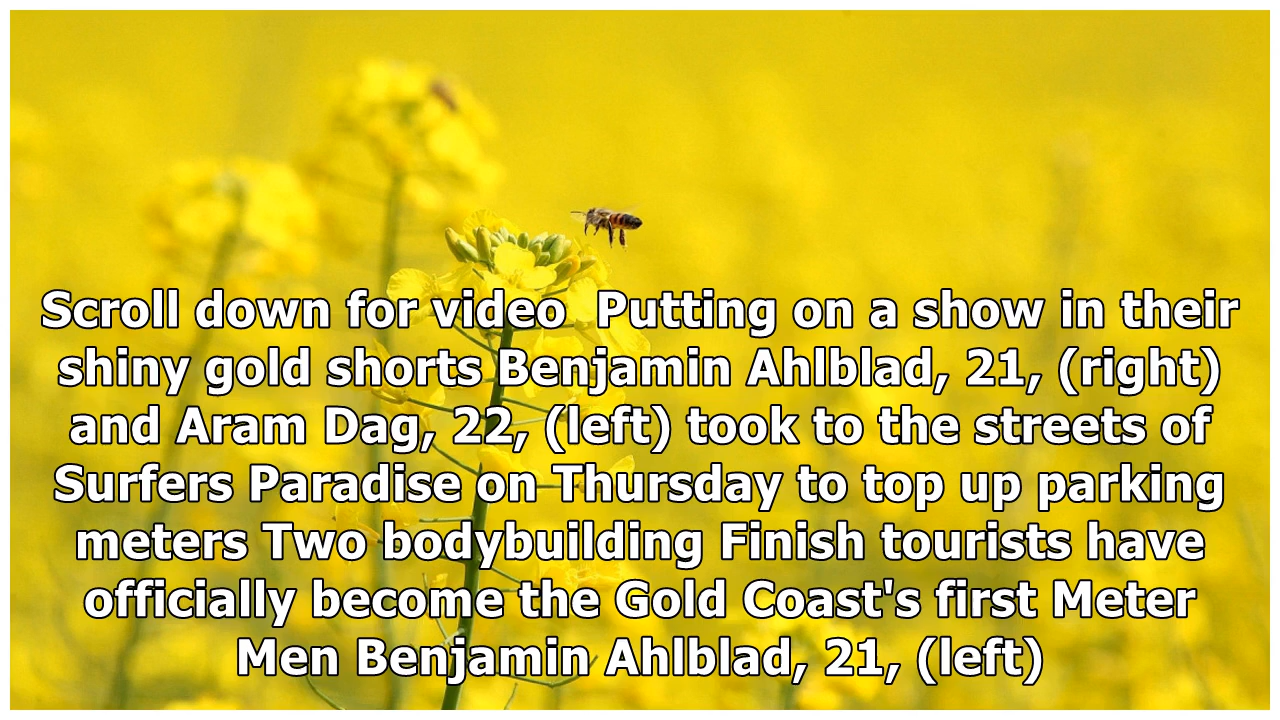 Scroll down for video  Putting on a show in their
shiny gold shorts Benjamin Ahlblad, 21, (right)
and Aram Dag, 22, (left) took to the streets of
Surfers Paradise on Thursday to top up parking
meters Two bodybuilding Finish tourists have
officially become the Gold Coast's first Meter
Men Benjamin Ahlblad, 21, (left)